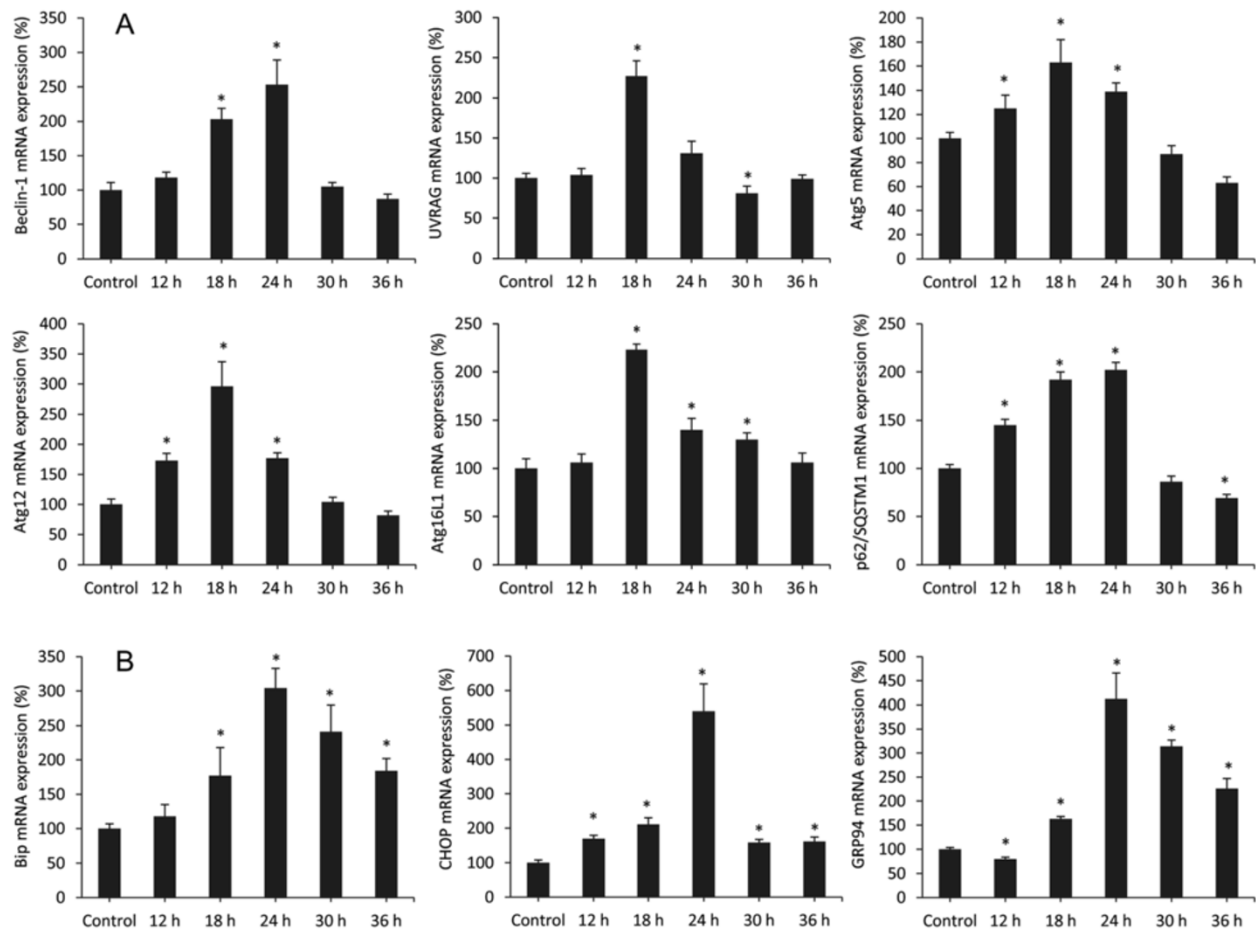 A
Beclin-1 mRNA expression (%)
350
300
250
200
150
100
50
0
* *
Control 12 h 18 h 24 h 30 h 36 h
UVRAG mRNA expression (%)
300
250
200
150
100
50
0
* *
Control 12 h 18 h 24 h 30 h 36 h
Atg5 mRNA expression (%)
200
180
160
140
120
100
80
60
40
20
0
* * *
Control 12 h 18 h 24 h 30 h 36 h
Atg12 mRNA expression (%)
400
350
300
250
200
150
100
50
0
* * *
Control 12 h 18 h 24 h 30 h 36 h
Atg16L1 mRNA expression (%)
250
200
150
100
50
0
* * *
Control 12 h 18 h 24 h 30 h 36 h
p62/SQSTM1 mRNA expression (%)
250
200
150
100
50
0
* * * *
Control 12 h 18 h 24 h 30 h 36 h
B
Bip mRNA expression (%)
350
300
250
200
150
100
50
0
* * * *
Control 12 h 18 h 24 h 30 h 36 h
CHOP mRNA expression (%)
700
600
500
400
300
200
100
0
* * * * *
Control 12 h 18 h 24 h 30 h 36 h
GRP94 mRNA expression (%)
500
450
400
350
300
250
200
150
100
50
0
* * * * *
Control 12 h 18 h 24 h 30 h 36 h